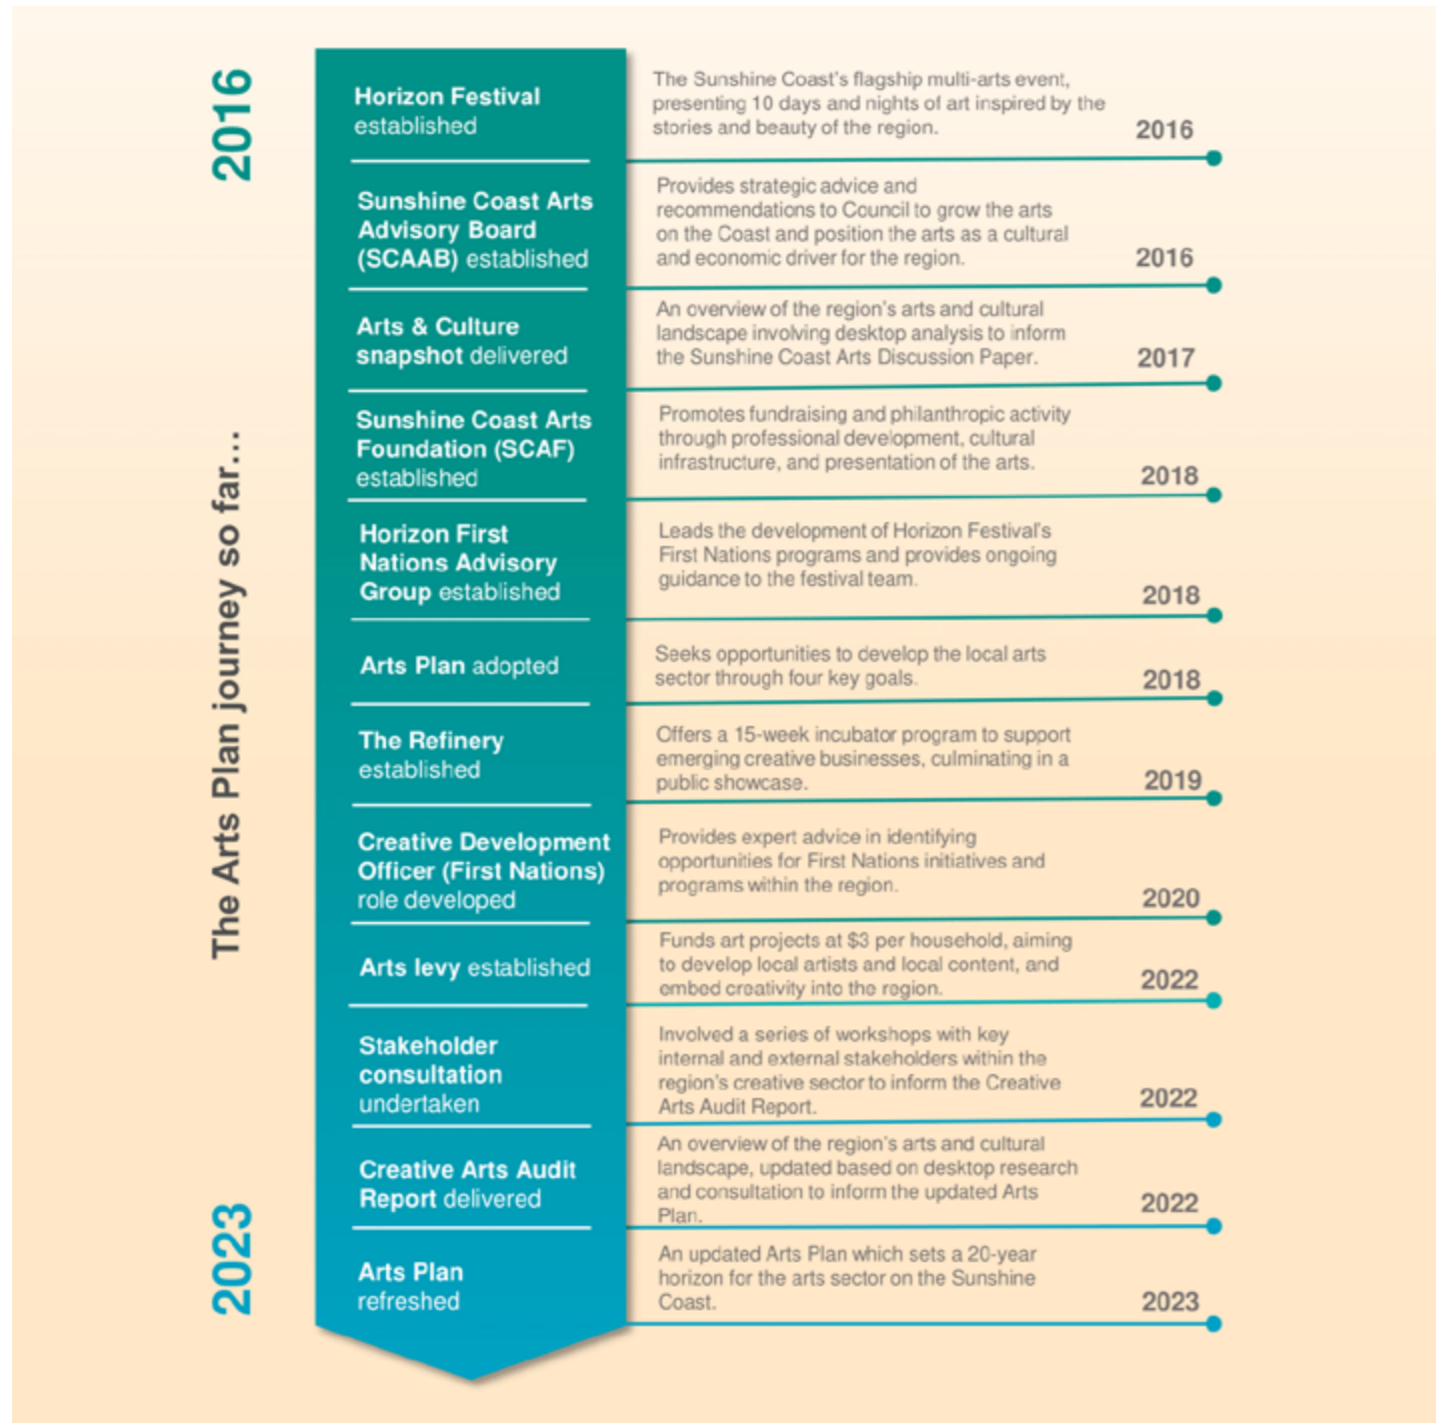 2016
The Arts Plan journey so far...
2023
Horizon Festival
established
The Sunshine Coast's flagship multi-arts event,
presenting 10 days and nights of art inspired by the
stories and beauty of the region.
2016
Sunshine Coast Arts
Advisory Board
(SCAAB) established
Provides strategic advice and
recommendations to Council to grow the arts
on the Coast and position the arts as a cultural
and economic driver for the region.
2016
Arts & Culture
snapshot delivered
An overview of the region's arts and cultural
landscape involving desktop analysis to inform
the Sunshine Coast Arts Discussion Paper.
2017
Sunshine Coast Arts
Foundation (SCAF)
established
Promotes fundraising and philanthropic activity
through professional development, cultural
infrastructure, and presentation of the arts.
2018
Horizon First
Nations Advisory
Group established
Leads the development of Horizon Festival's
First Nations programs and provides ongoing
guidance to the festival team.
2018
Arts Plan adopted
Seeks opportunities to develop the local arts
sector through four key goals.
2018
The Refinery
established
Offers a 15-week incubator program to support
emerging creative businesses, culminating in a
public showcase.
2019
Creative Development
Officer (First Nations)
role developed
Provides expert advice in identifying
opportunities for First Nations initiatives and
programs within the region.
2020
Arts levy established
Funds art projects at $3 per household, aiming
to develop local artists and local content, and
embed creativity into the region.
2022
Stakeholder
consultation
undertaken
Involved a series of workshops with key
internal and external stakeholders within the
region's creative sector to inform the Creative
Arts Audit Report.
2022
Creative Arts Audit
Report delivered
An overview of the region's arts and cultural
landscape, updated based on desktop research
and consultation to inform the updated Arts
Plan.
2022
Arts Plan
refreshed
An updated Arts Plan which sets a 20-year
horizon for the arts sector on the Sunshine
Coast.
2023